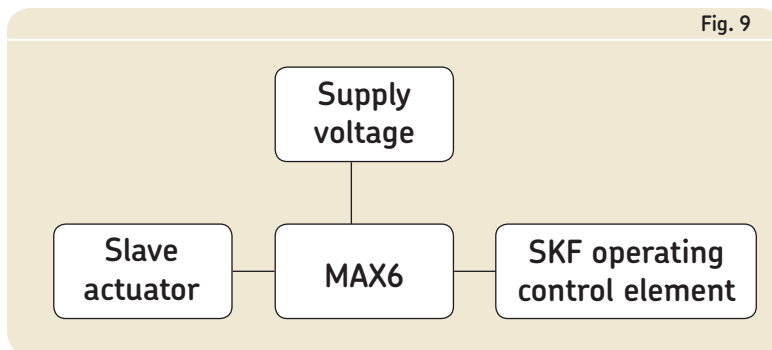 Fig. 9
Supply
voltage
Slave
actuator
MAX6
SKF operating
control element